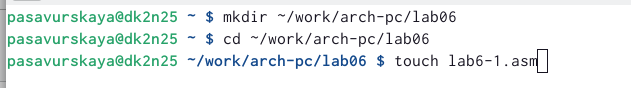 pasavurskaya@dk2n25 ~ $ mkdir ~/work/arch-pc/lab06
pasavurskaya@dk2n25 ~ $ cd ~/work/arch-pc/lab06
pasavurskaya@dk2n25 ~/work/arch-pc/lab06 $ touch lab6-1.asm